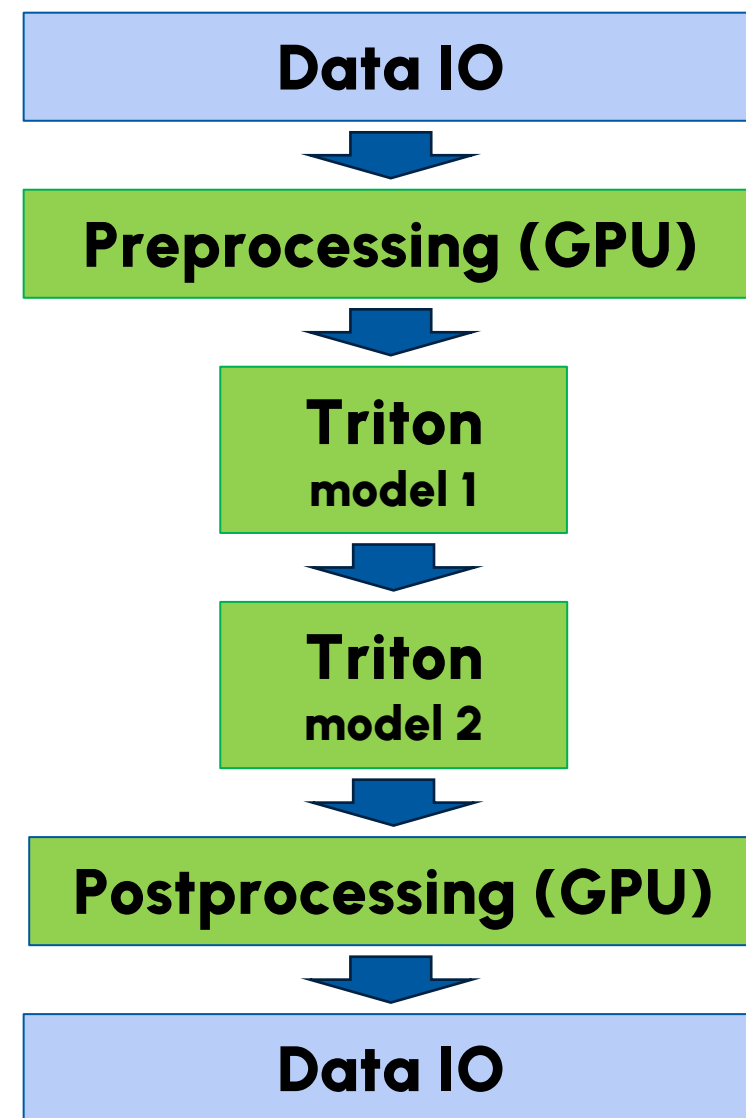 Data IO
Preprocessing (GPU)
Triton
model 1
Triton
model 2
Postprocessing (GPU)
Data IO